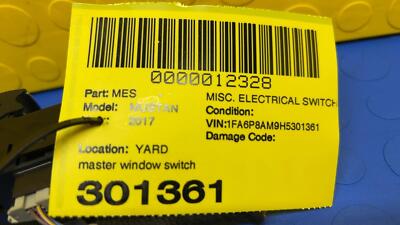 0000012328
Part: MES
MISC. ELECTRICAL SWITCH
Model: MUSTAN
Condition:
: 2017
VIN:1FA6P8AM9H5301361
Damage Code:
Location: YARD
master window switch
301361